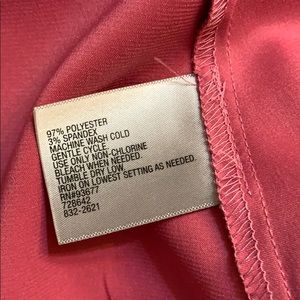 97% POLYESTER
3% SPANDEX
MACHINE WASH COLD
GENTLE CYCLE.
USE ONLY NON-CHLORINE
BLEACH WHEN NEEDED.
TUMBLE DRY LOW.
IRON ON LOWEST SETTING AS NEEDED.
RN#93677
728642
832-2621